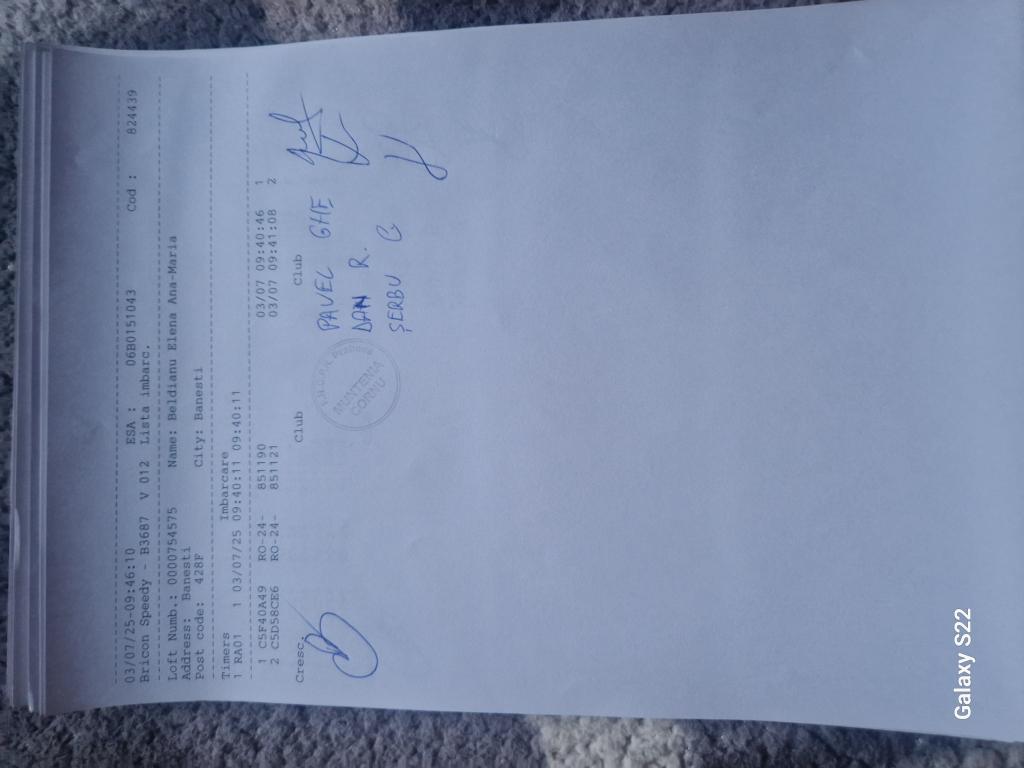 03/07/25-09:46:10 ESA : 06B0151043 Cod : 824439
Bricon Speedy - B3687 V 012 Lista imbarc.
Loft Numb.: 0000754575 Name: Beldianu Elena Ana-Maria
Address: Banesti
Post code: 428F City: Banesti
Timers Imbarcare
1 RA01 1 03/07/25 09:40:11 09:40:11
1 C5F40A49 RO-24- 851190 03/07 09:40:46 1
2 C5D58CE6 RO-24- 851121 03/07 09:41:08 2
Cresc. Club Club
PAVEL GHE
DAN R.
ȘERBU C
Prahova
MUNTENIA
CORNU
Galaxy S22